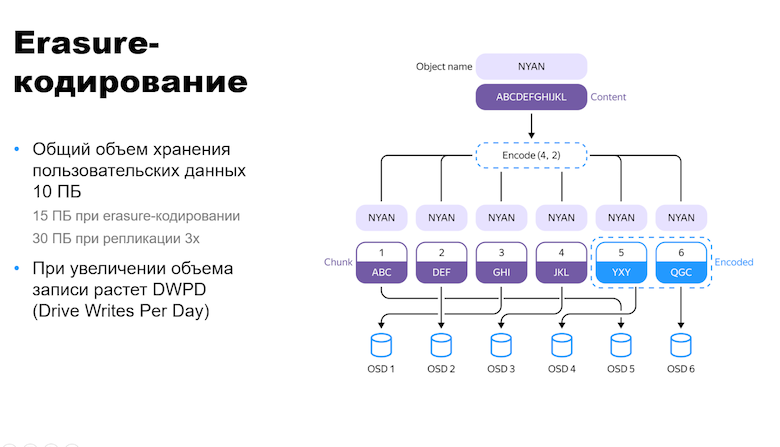 Erasure-
кодирование
• Общий объем хранения
пользовательских данных
10 ПБ
15 ПБ при erasure-кодировании
30 ПБ при репликации 3x
• При увеличении объема
записи растет DWPD
(Drive Writes Per Day)
Object name NYAN
ABCDEFGHIJKL Content
Encode (4, 2)
NYAN NYAN NYAN NYAN NYAN NYAN
1 2 3 4 5 6
Chunk ABC DEF GHI JKL YXY QGC Encoded
OSD 1 OSD 2 OSD 3 OSD 4 OSD 5 OSD 6